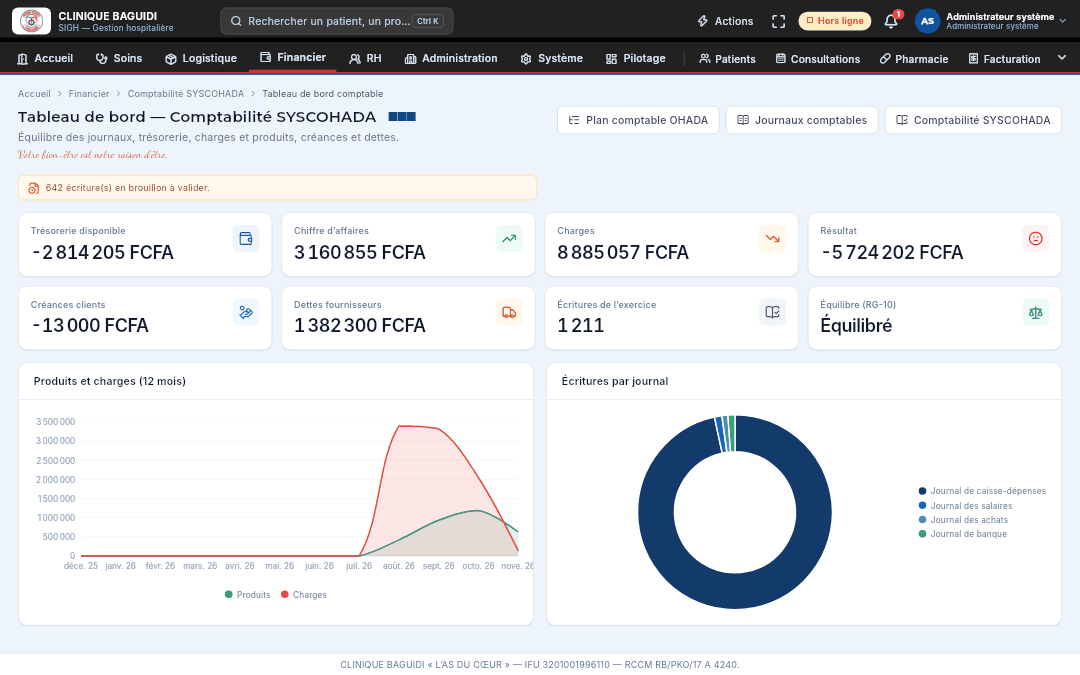 CLINIQUE BAGUIDI
SIGH — Gestion hospitalière
Rechercher un patient, un pro... Ctrl K
Actions
Hors ligne
1
AS
Administrateur système
Administrateur système
Accueil Soins Logistique Financier RH Administration Système Pilotage Patients Consultations Pharmacie Facturation
Accueil > Financier > Comptabilité SYSCOHADA > Tableau de bord comptable
Tableau de bord — Comptabilité SYSCOHADA
Équilibre des journaux, trésorerie, charges et produits, créances et dettes.
Votre bien-être est notre raison d'être.
Plan comptable OHADA
Journaux comptables
Comptabilité SYSCOHADA
642 écriture(s) en brouillon à valider.
Trésorerie disponible
-2 814 205 FCFA
Chiffre d'affaires
3 160 855 FCFA
Charges
8 885 057 FCFA
Résultat
-5 724 202 FCFA
Créances clients
-13 000 FCFA
Dettes fournisseurs
1 382 300 FCFA
Écritures de l'exercice
1 211
Équilibre (RG-10)
Équilibré
Produits et charges (12 mois)
3 500 000
3 000 000
2 500 000
2 000 000
1 500 000
1 000 000
500 000
0
déce. 25 janv. 26 févr. 26 mars. 26 avri. 26 mai. 26 juin. 26 juil. 26 août. 26 sept. 26 octo. 26 nove. 26
Produits Charges
Écritures par journal
Journal de caisse-dépenses
Journal des salaires
Journal des achats
Journal de banque
CLINIQUE BAGUIDI « L'AS DU CŒUR » — IFU 3201001996110 — RCCM RB/PKO/17 A 4240.